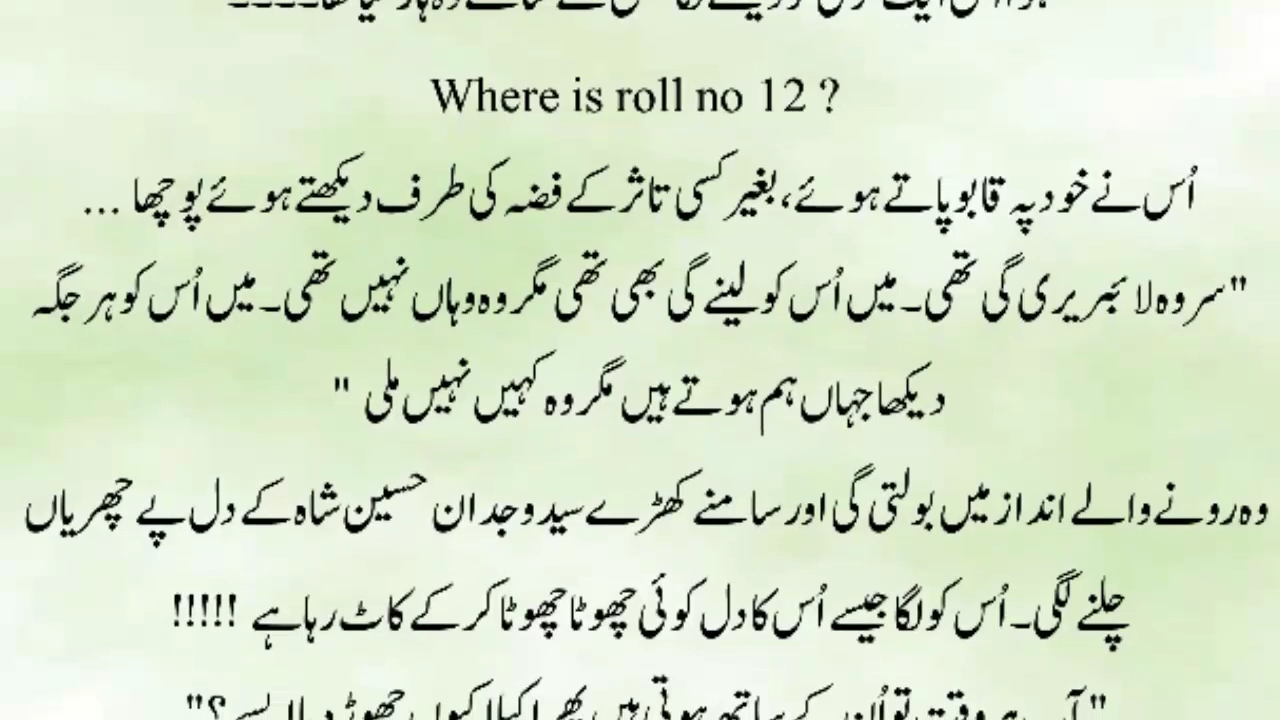 Where is roll no 12 ?
اُس نے خود پہ قابو پاتے ہوئے، بغیر کسی تاثر کے فضہ کی طرف دیکھتے ہوئے پوچھا ...
"سر وہ لائبریری گی تھی۔ میں اُس کو لینے گی بھی تھی مگر وہ وہاں نہیں تھی۔ میں اُس کو ہر جگہ
دیکھا جہاں ہم ہوتے ہیں مگر وہ کہیں نہیں ملی "
وہ رونے والے انداز میں بولتی گی اور سامنے کھڑے سید وجدان حسین شاہ کے دل پے چھریاں
چلنے لگی۔ اُس کو لگا جیسے اُس کا دل کوئی چھوٹا چھوٹا کر کے کاٹ رہا ہے !!!!!